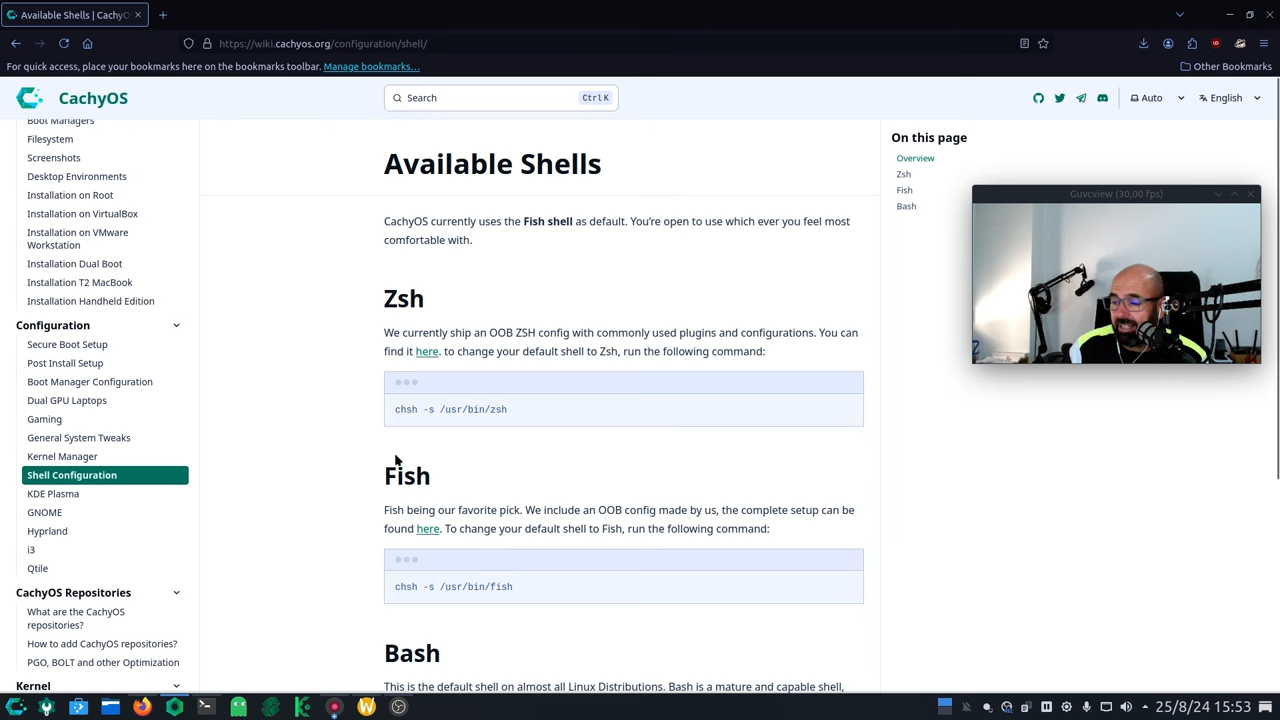 Available Shells | CachyO
https://wiki.cachyos.org/configuration/shell/
For quick access, place your bookmarks here on the bookmarks toolbar. Manage bookmarks…
Other Bookmarks
CachyOS
Search
Ctrl K
Auto
English
Boot Managers
Filesystem
Screenshots
Desktop Environments
Installation on Root
Installation on VirtualBox
Installation on VMware
Workstation
Installation Dual Boot
Installation T2 MacBook
Installation Handheld Edition
Configuration
Secure Boot Setup
Post Install Setup
Boot Manager Configuration
Dual GPU Laptops
Gaming
General System Tweaks
Kernel Manager
Shell Configuration
KDE Plasma
GNOME
Hyprland
i3
Qtile
CachyOS Repositories
What are the CachyOS
repositories?
How to add CachyOS repositories?
PGO, BOLT and other Optimization
Kernel
Available Shells
CachyOS currently uses the Fish shell as default. You’re open to use which ever you feel most
comfortable with.
Zsh
We currently ship an OOB ZSH config with commonly used plugins and configurations. You can
find it here. to change your default shell to Zsh, run the following command:
chsh -s /usr/bin/zsh
Fish
Fish being our favorite pick. We include an OOB config made by us, the complete setup can be
found here. To change your default shell to Fish, run the following command:
chsh -s /usr/bin/fish
Bash
This is the default shell on almost all Linux Distributions. Bash is a mature and capable shell,
On this page
Overview
Zsh
Fish
Bash
Guvcview (30,00 fps)
25/8/24 15:53